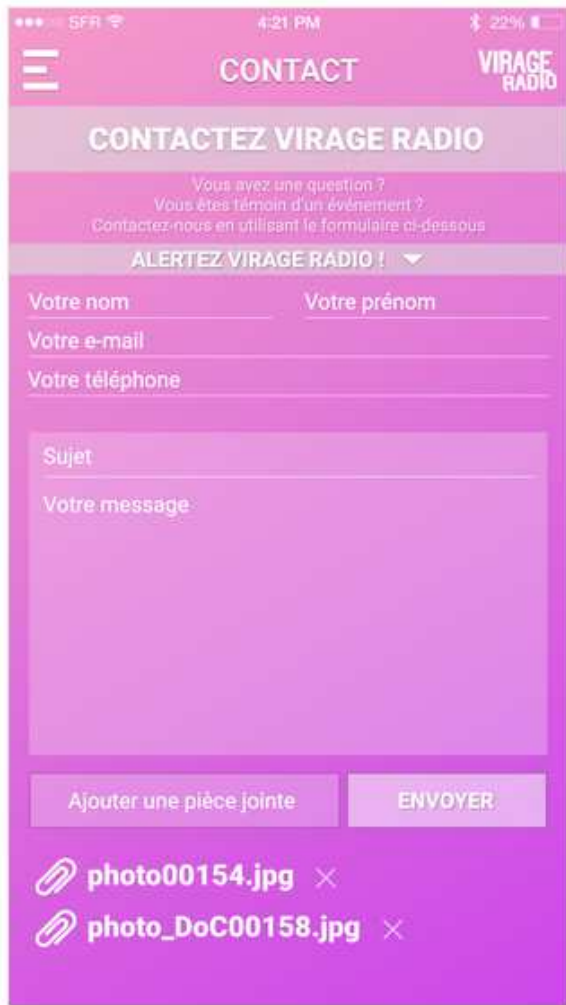 SFR 4:21 PM 22%
CONTACT
VIRAGE
RADIO
CONTACTEZ VIRAGE RADIO
Vous avez une question ?
Vous êtes témoin d'un événement ?
Contactez-nous en utilisant le formulaire ci-dessous
ALERTEZ VIRAGE RADIO !
Votre nom Votre prénom
Votre e-mail
Votre téléphone
Sujet
Votre message
Ajouter une pièce jointe ENVOYER
photo00154.jpg
photo_DoC00158.jpg